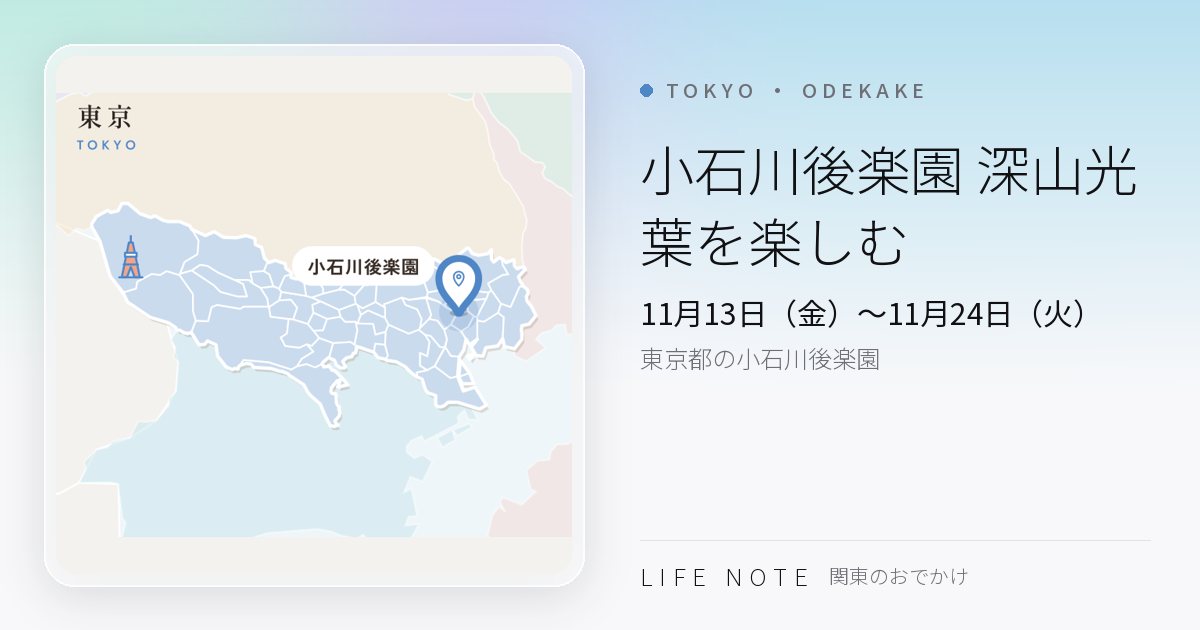 東京
TOKYO
小石川後楽園
TOKYO • ODEKAKE
小石川後楽園 深山光
葉を楽しむ
11月13日（金）〜11月24日（火）
東京都の小石川後楽園
LIFE NOTE 関東のおでかけ